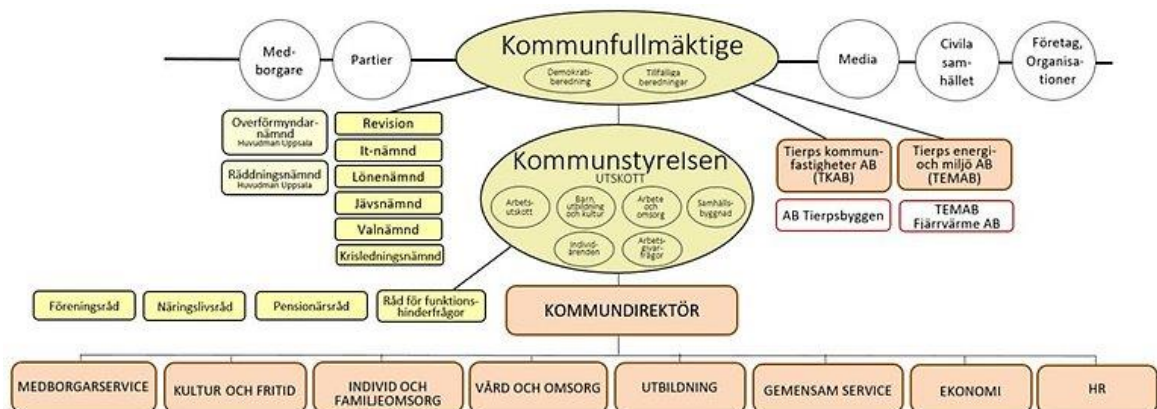 Med-
borgare
Partier
Kommunfullmäktige
Demokrati-
beredning
Tillfälliga
beredningar
Media
Civila
sam-
hället
Företag,
Organisa-
tioner
Överförmyndar-
nämnd
Huvudman Uppsala
Räddningsnämnd
Huvudman Uppsala
Revision
It-nämnd
Lönenämnd
Jävsnämnd
Valnämnd
Krisledningsnämnd
Kommunstyrelsen
UTSKOTT
Arbets-
utskott
Barn,
utbildning
och kultur
Arbete
och
omsorg
Samhälls-
byggnad
Individ-
ärenden
Arbets-
givar-
frågor
Tierps kommun-
fastigheter AB
(TKAB)
Tierps energi-
och miljö AB
(TEMAB)
AB Tierpsbyggen
TEMAB
Fjärrvärme AB
Föreningsråd
Näringslivsråd
Pensionärsråd
Råd för funktions-
hinderfrågor
KOMMUNDIREKTÖR
MEDBORGARSERVICE
KULTUR OCH FRITID
INDIVID OCH
FAMILJEOMSORG
VÅRD OCH OMSORG
UTBILDNING
GEMENSAM SERVICE
EKONOMI
HR